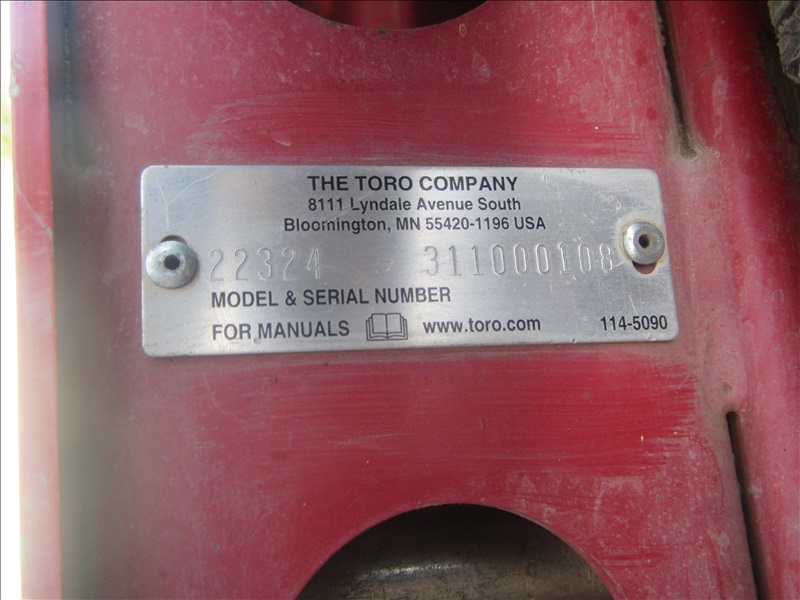 THE TORO COMPANY
8111 Lyndale Avenue South
Bloomington, MN 55420-1196 USA
22324 311000108
MODEL & SERIAL NUMBER
FOR MANUALS www.toro.com 114-5090